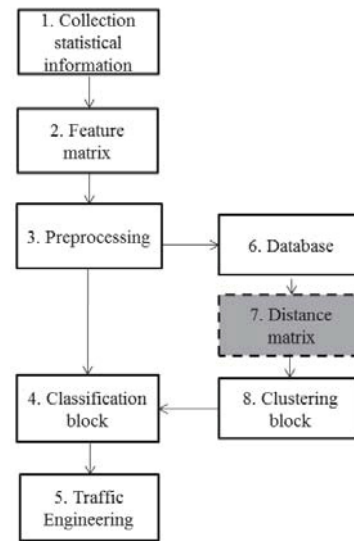 1. Collection
statistical
information
2. Feature
matrix
3. Preprocessing
6. Database
7. Distance
matrix
4. Classification
block
8. Clustering
block
5. Traffic
Engineering